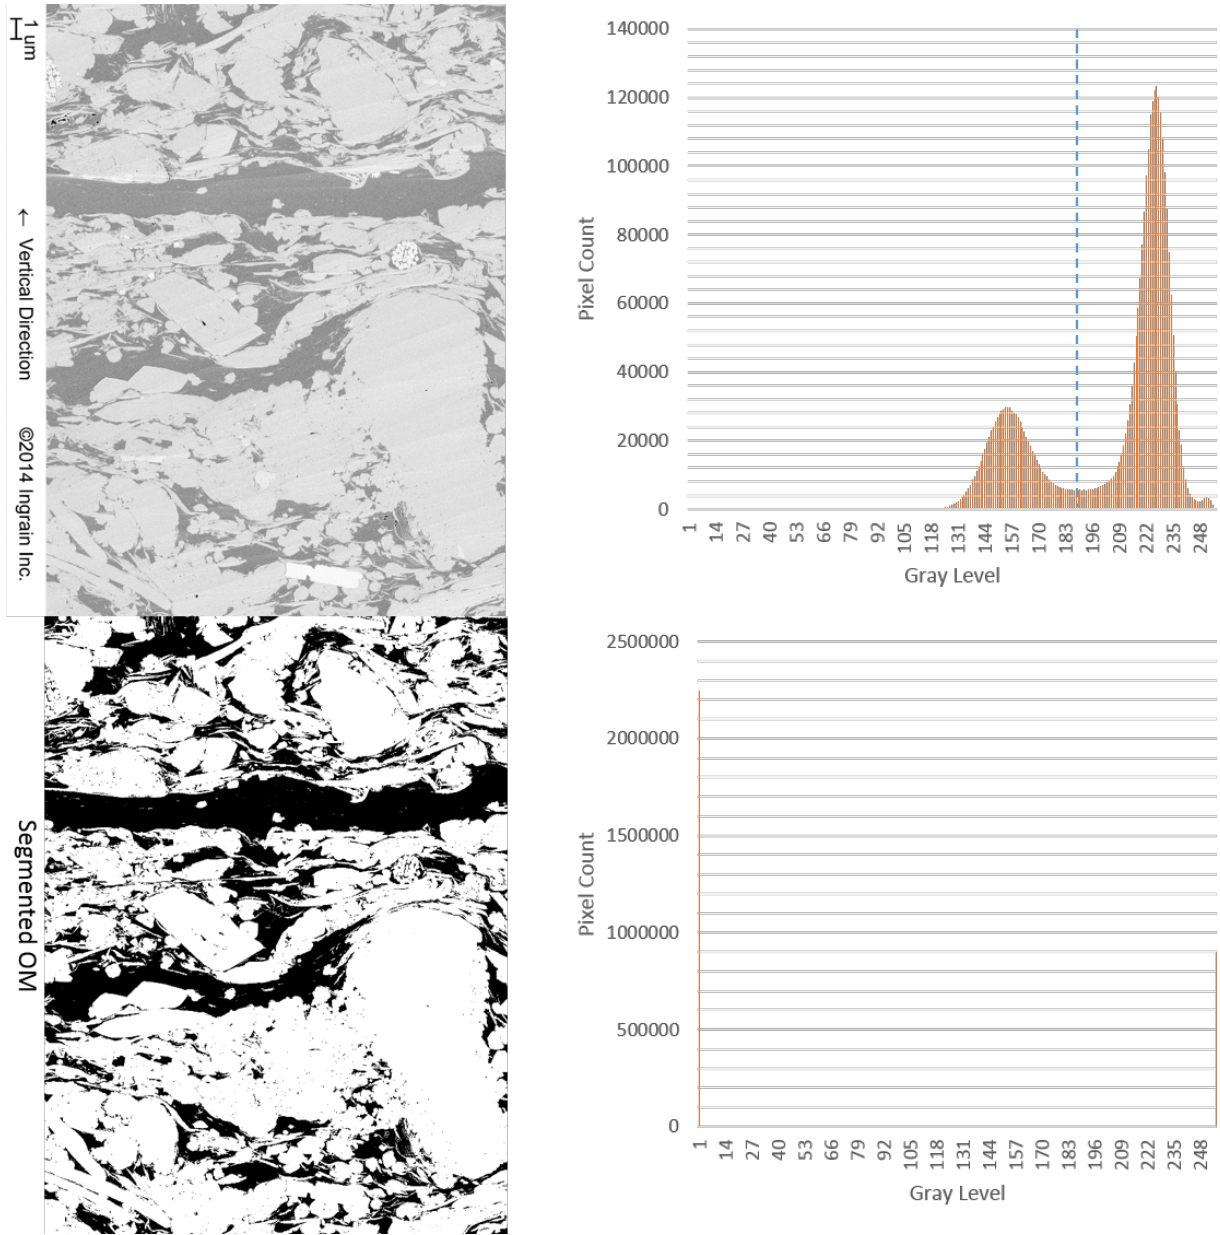 1 um
← Vertical Direction ©2014 Ingrain Inc.
140000
120000
100000
80000
60000
40000
20000
0
Pixel Count
1 14 27 40 53 66 79 92 105 118 131 144 157 170 183 196 209 222 235 248
Gray Level
Segmented OM
2500000
2000000
1500000
1000000
500000
0
Pixel Count
1 14 27 40 53 66 79 92 105 118 131 144 157 170 183 196 209 222 235 248
Gray Level